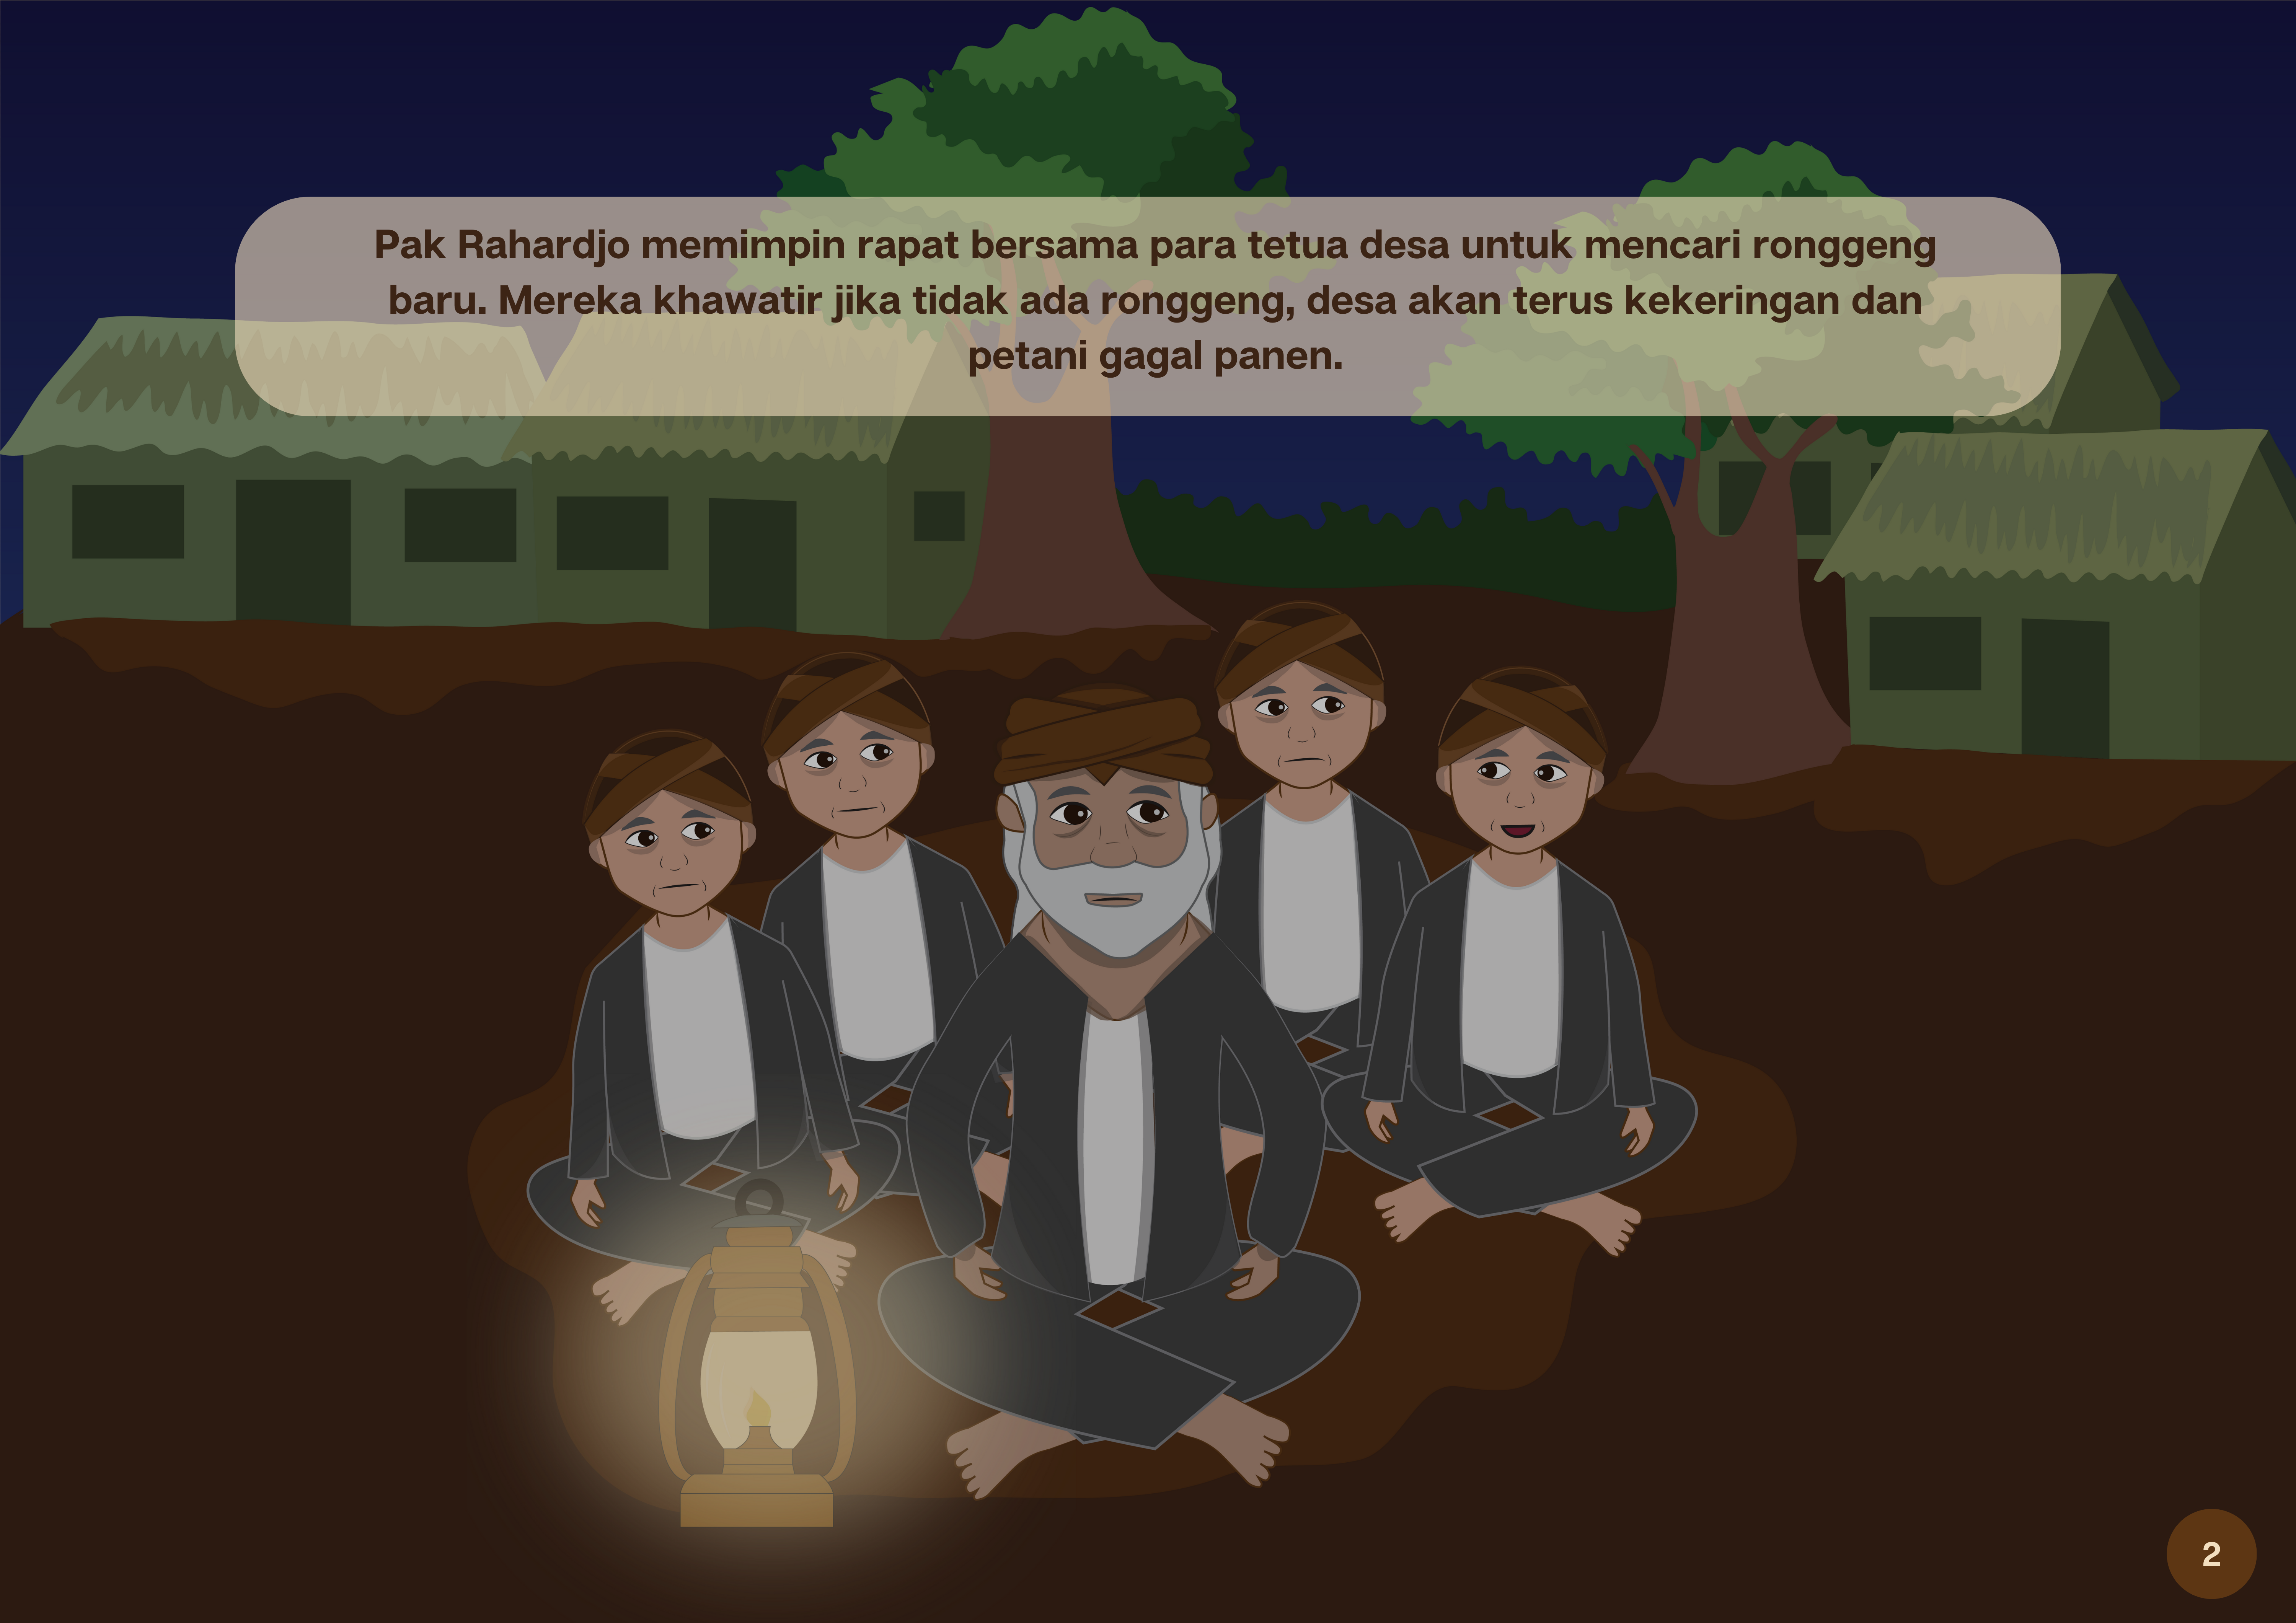 Pak Rahardjo memimpin rapat bersama para tetua desa untuk mencari ronggeng
baru. Mereka khawatir jika tidak ada ronggeng, desa akan terus kekeringan dan
petani gagal panen.
2